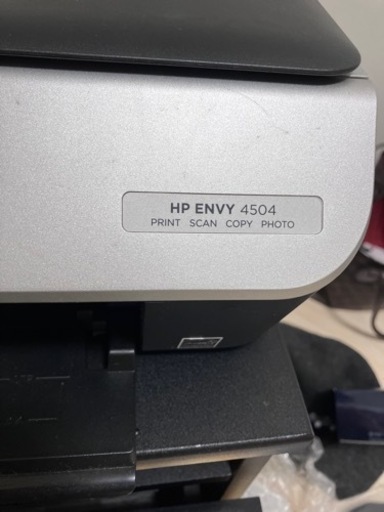 HP ENVY 4504
PRINT SCAN COPY PHOTO